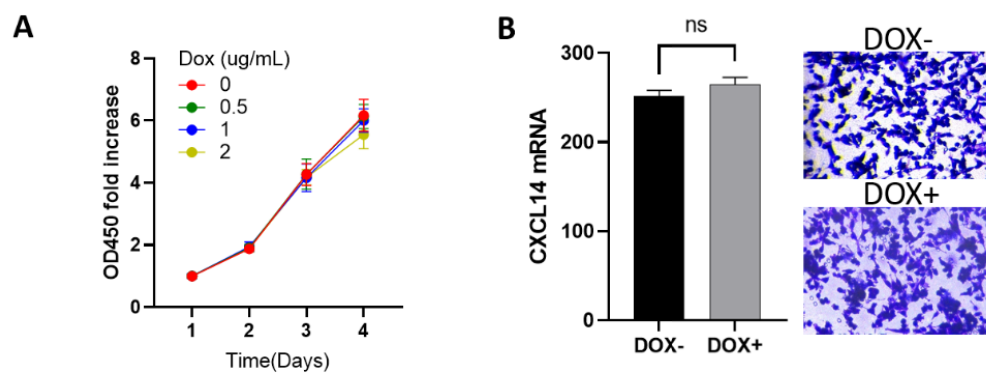 A
Dox (ug/mL)
0
0.5
1
2
OD450 fold increase
8
6
4
2
0
1 2 3 4
Time(Days)
B
ns
CXCL14 mRNA
300
200
100
0
DOX- DOX+
DOX-
DOX+